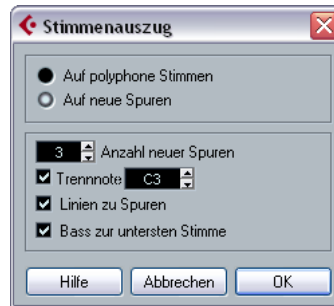 Stimmenauszug
Auf polyphone Stimmen
Auf neue Spuren
3 Anzahl neuer Spuren
Trennnote C3
Linien zu Spuren
Bass zur untersten Stimme
Hilfe Abbrechen OK